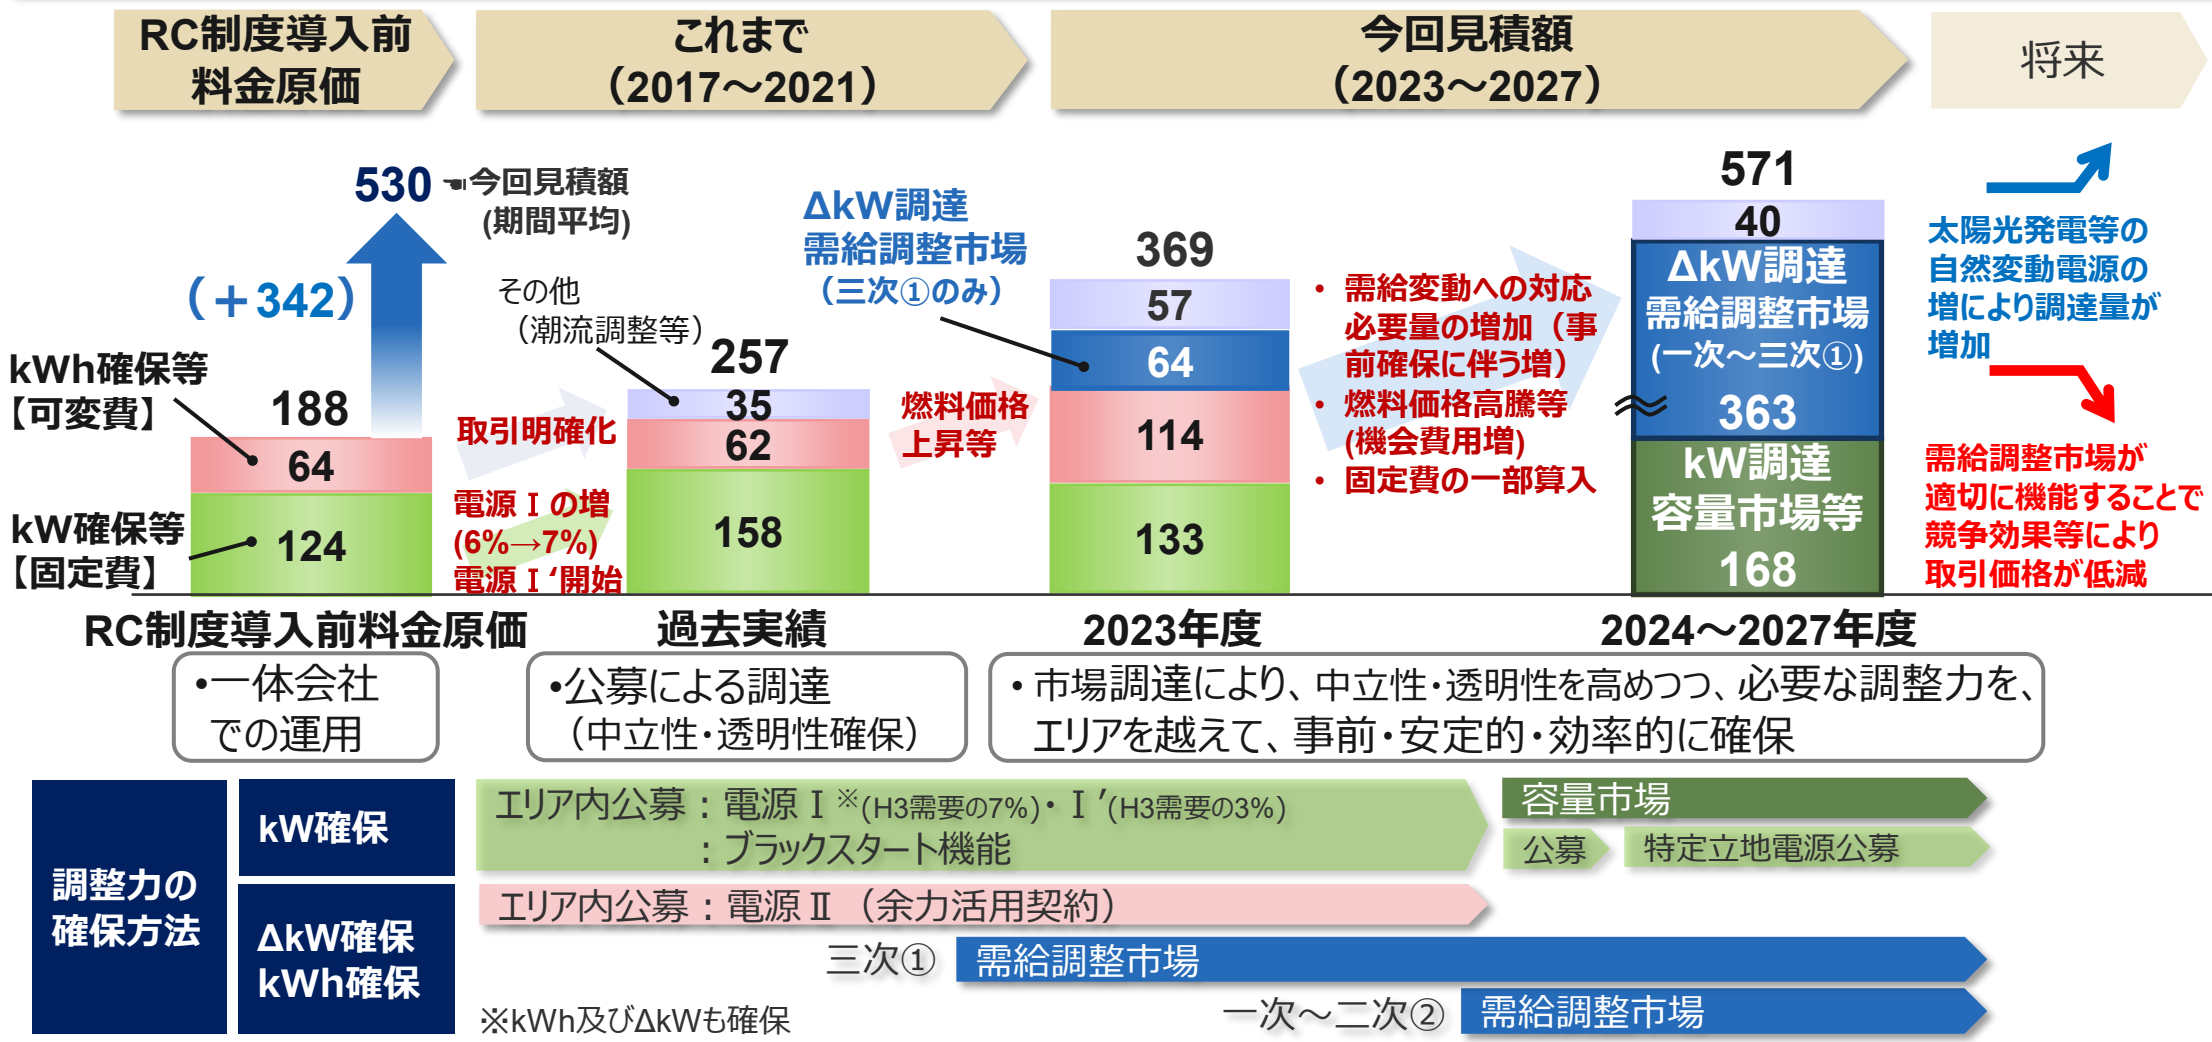 RC制度導入前
料金原価
これまで
（2017～2021）
今回見積額
（2023～2027）
将来
530
☚今回見積額
(期間平均)
（＋342）
kWh確保等
【可変費】
kW確保等
【固定費】
188
64
124
取引明確化
電源Ⅰの増
(6%→7%)
電源Ⅰ‘開始
その他
（潮流調整等）
257
35
62
158
燃料価格
上昇等
ΔkW調達
需給調整市場
（三次①のみ）
369
57
64
114
133
• 需給変動への対応
必要量の増加（事
前確保に伴う増）
• 燃料価格高騰等
(機会費用増)
• 固定費の一部算入
571
40
ΔkW調達
需給調整市場
(一次～三次①)
363
kW調達
容量市場等
168
太陽光発電等の
自然変動電源の
増により調達量が
増加
需給調整市場が
適切に機能することで
競争効果等により
取引価格が低減
RC制度導入前料金原価
過去実績
2023年度
2024～2027年度
•一体会社
での運用
•公募による調達
（中立性・透明性確保）
• 市場調達により、中立性・透明性を高めつつ、必要な調整力を、
エリアを越えて、事前・安定的・効率的に確保
調整力の
確保方法
kW確保
エリア内公募：電源Ⅰ※(H3需要の7%)・Ⅰ’(H3需要の3%)
：ブラックスタート機能
容量市場
公募
特定立地電源公募
ΔkW確保
kWh確保
エリア内公募：電源Ⅱ（余力活用契約）
三次①
需給調整市場
一次～二次②
需給調整市場
※kWh及びΔkWも確保